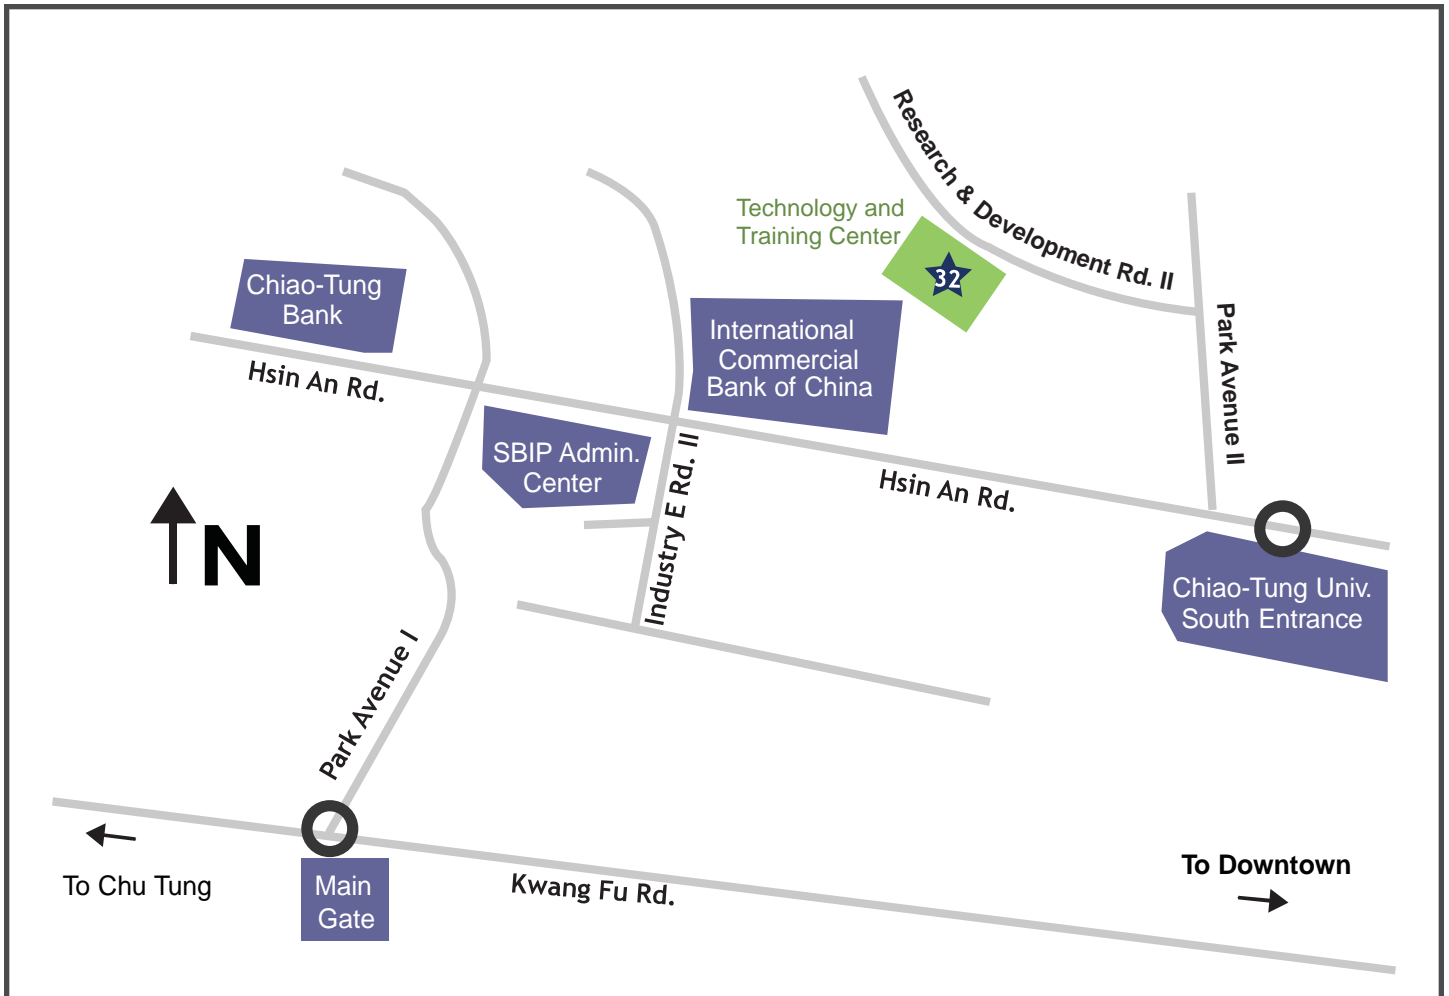 Research & Development Rd. II
Technology and
Training Center
32
Chiao-Tung
Bank
International
Commercial
Bank of China
Park Avenue II
Hsin An Rd.
SBIP Admin.
Center
Industry E Rd. II
Hsin An Rd.
N
Chiao-Tung Univ.
South Entrance
Park Avenue I
To Chu Tung
Main
Gate
Kwang Fu Rd.
To Downtown